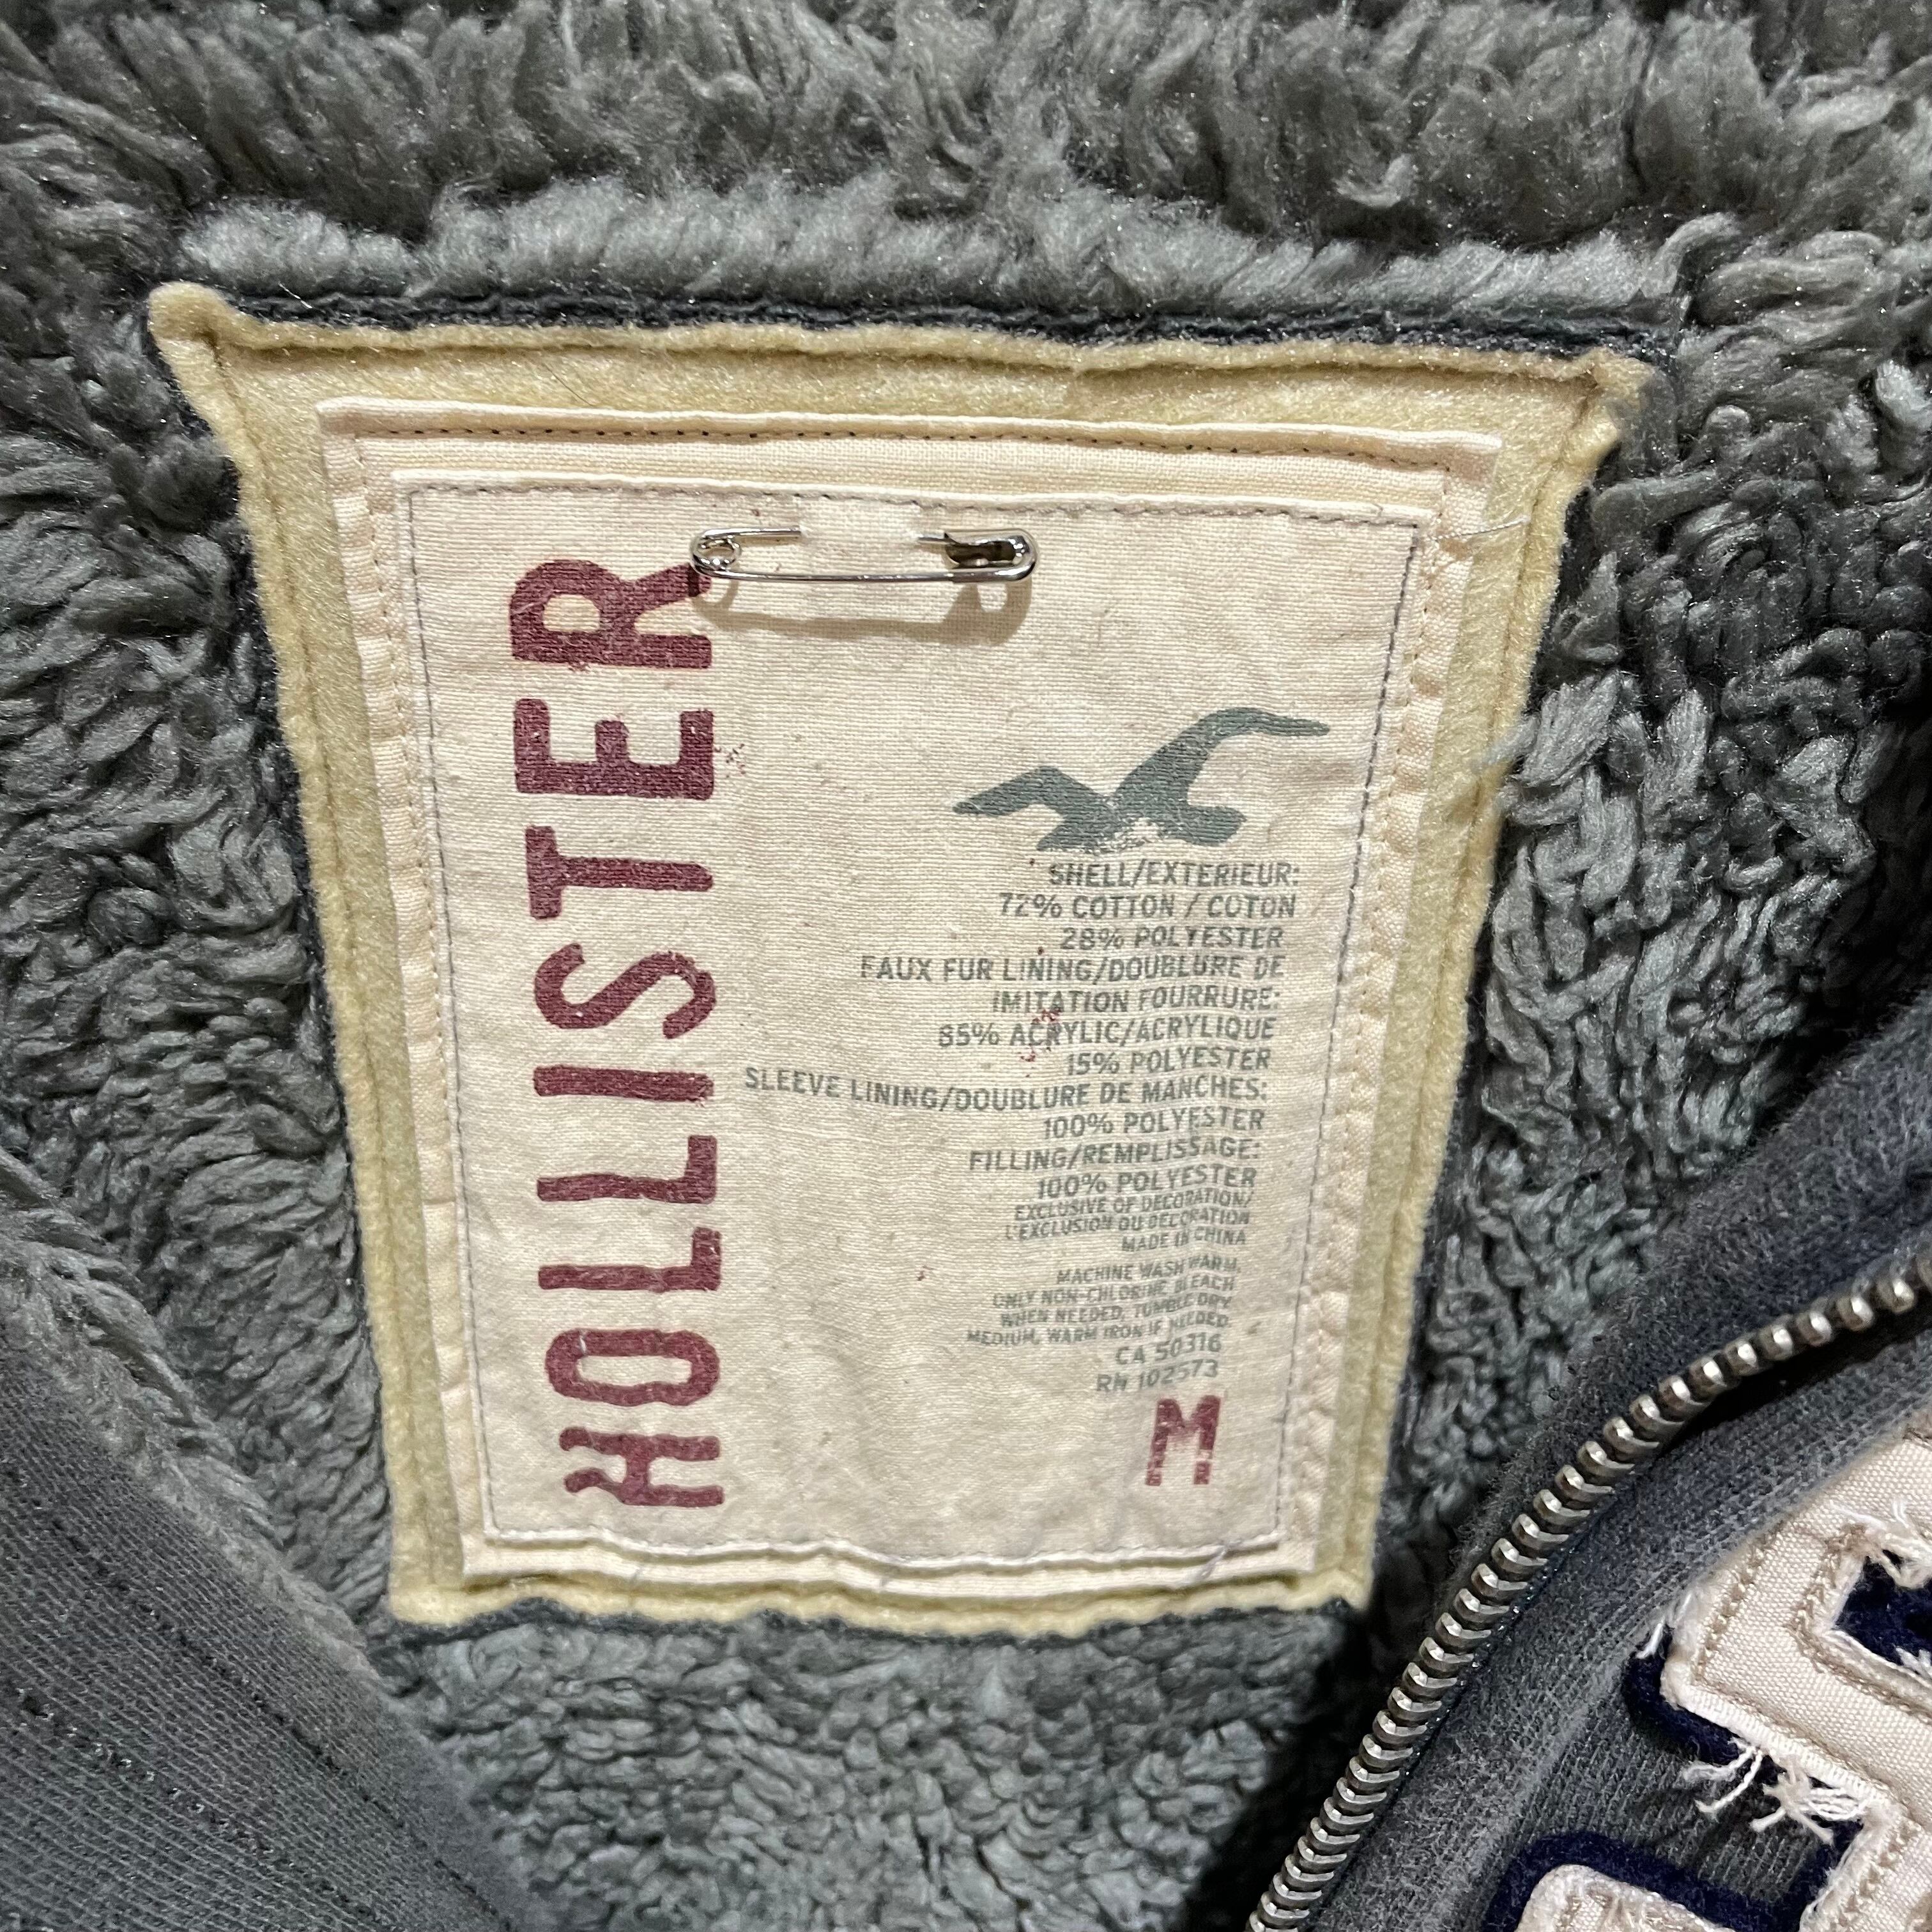 HOLLISTER
SHELL/EXTERIEUR:
72% COTTON / COTON
28% POLYESTER
FAUX FUR LINING/DOUBLURE DE
IMITATION FOURRURE:
85% ACRYLIC/ACRYLIQUE
15% POLYESTER
SLEEVE LINING/DOUBLURE DE MANCHES:
100% POLYESTER
FILLING/REMPLISSAGE:
100% POLYESTER
EXCLUSIVE OF DECORATION/
L'EXCLUSION DU DECORATION
MADE IN CHINA
MACHINE WASH WARM,
ONLY NON-CHLORINE BLEACH
WHEN NEEDED, TUMBLE DRY
MEDIUM, WARM IRON IF NEEDED.
CA 50316
RN 102573
M